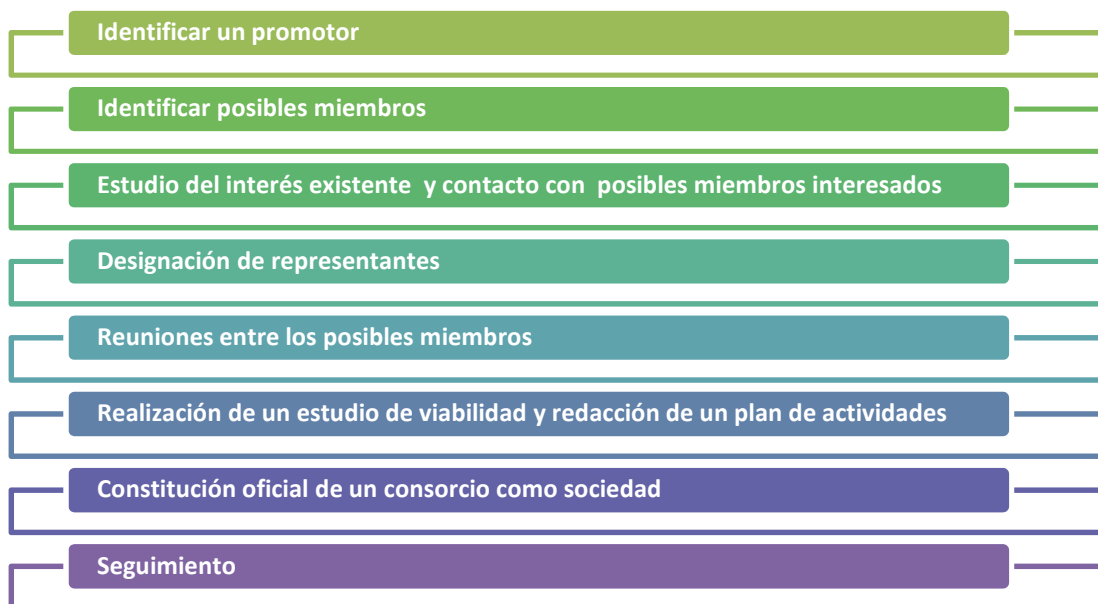 Identificar un promotor
Identificar posibles miembros
Estudio del interés existente y contacto con posibles miembros interesados
Designación de representantes
Reuniones entre los posibles miembros
Realización de un estudio de viabilidad y redacción de un plan de actividades
Constitución oficial de un consorcio como sociedad
Seguimiento